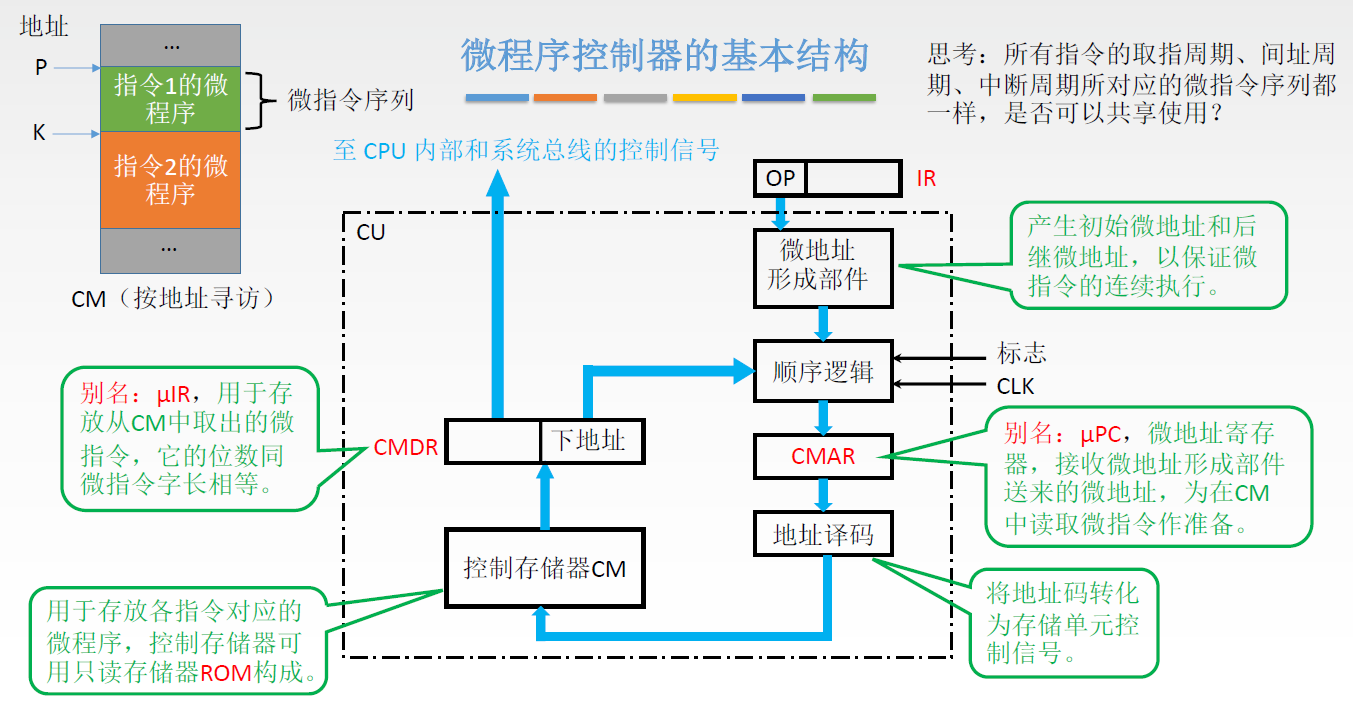 微程序控制器的基本结构
思考：所有指令的取指周期、间址周
期、中断周期所对应的微指令序列都
一样，是否可以共享使用？
地址
...
P
指令1的微
程序
微指令序列
K
指令2的微
程序
...
CM（按地址寻访）
至 CPU 内部和系统总线的控制信号
OP
IR
CU
微地址
形成部件
产生初始微地址和后
继微地址，以保证微
指令的连续执行。
顺序逻辑
标志
CLK
别名：μIR，用于存
放从CM中取出的微
指令，它的位数同
微指令字长相等。
CMDR
下地址
CMAR
别名：μPC，微地址寄存
器，接收微地址形成部件
送来的微地址，为在CM
中读取微指令作准备。
地址译码
控制存储器CM
将地址码转化
为存储单元控
制信号。
用于存放各指令对应的
微程序，控制存储器可
用只读存储器ROM构成。